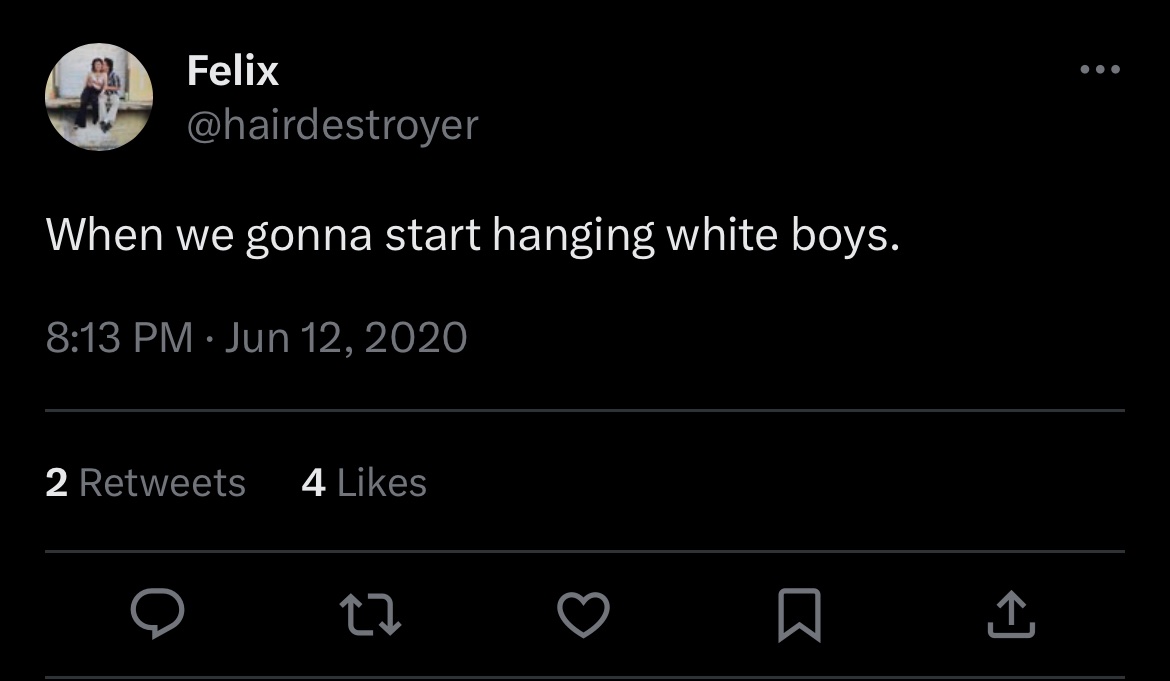 Felix
@hairdestroyer
When we gonna start hanging white boys.
8:13 PM · Jun 12, 2020
2 Retweets 4 Likes